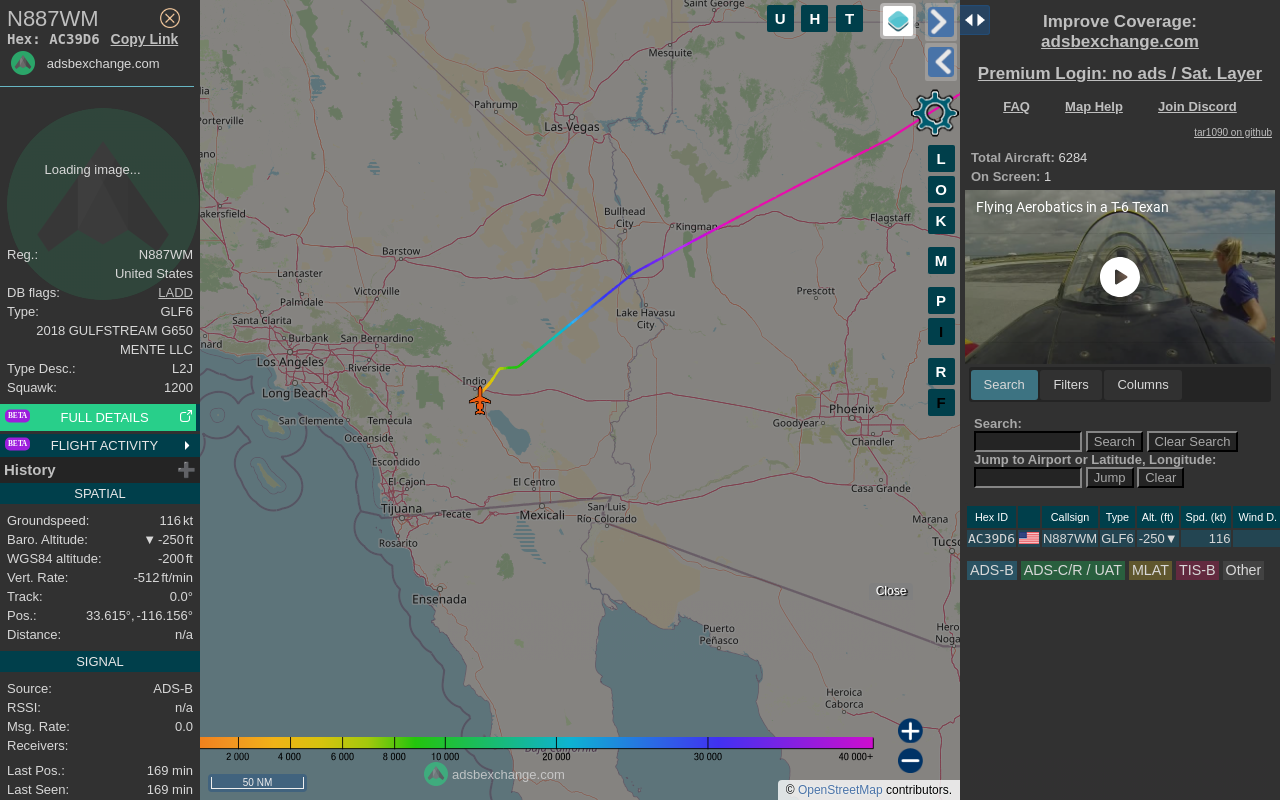 N887WM
Hex: AC39D6 Copy Link
adsbexchange.com
Loading image...
Reg.: N887WM
United States
DB flags: LADD
Type: GLF6
2018 GULFSTREAM G650
MENTE LLC
Type Desc.: L2J
Squawk: 1200
BETA FULL DETAILS
BETA FLIGHT ACTIVITY
History
SPATIAL
Groundspeed: 116 kt
Baro. Altitude: ▼ -250 ft
WGS84 altitude: -200 ft
Vert. Rate: -512 ft/min
Track: 0.0°
Pos.: 33.615°, -116.156°
Distance: n/a
SIGNAL
Source: ADS-B
RSSI: n/a
Msg. Rate: 0.0
Receivers:
Last Pos.: 169 min
Last Seen: 169 min
Saint George
U H T
Mesquite
Pahrump
Las Vegas
Porterville
akersfield
Bullhead
City
Kingman
Flagstaff
Barstow
Lancaster
Palmdale
Victorville
Prescott
Lake Havasu
City
Santa Clarita
Burbank
San Bernardino
Los Angeles
Riverside
Long Beach
Indio
San Clemente
Temecula
Oceanside
Escondido
El Cajon
El Centro
Tijuana
Tecate
Mexicali
San Luis
Río Colorado
Rosarito
Ensenada
Phoenix
Goodyear
Chandler
Casa Grande
Marana
Tucso
Puerto
Peñasco
Heroica
Caborca
Hero
Noga
Baja California
L
O
K
M
P
I
R
F
Close
2 000 4 000 6 000 8 000 10 000 20 000 30 000 40 000+
50 NM
adsbexchange.com
© OpenStreetMap contributors.
Improve Coverage:
adsbexchange.com
Premium Login: no ads / Sat. Layer
FAQ Map Help Join Discord
tar1090 on github
Total Aircraft: 6284
On Screen: 1
Flying Aerobatics in a T-6 Texan
Search Filters Columns
Search:
Search Clear Search
Jump to Airport or Latitude, Longitude:
Jump Clear
Hex ID Callsign Type Alt. (ft) Spd. (kt) Wind D.
AC39D6 N887WM GLF6 -250▼ 116
ADS-B ADS-C/R / UAT MLAT TIS-B Other